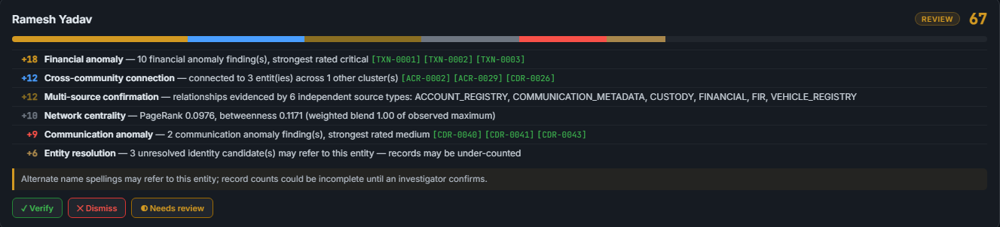 Ramesh Yadav
REVIEW 67
+18 Financial anomaly — 10 financial anomaly finding(s), strongest rated critical [TXN-0001] [TXN-0002] [TXN-0003]
+12 Cross-community connection — connected to 3 entit(ies) across 1 other cluster(s) [ACR-0002] [ACR-0029] [CDR-0026]
+12 Multi-source confirmation — relationships evidenced by 6 independent source types: ACCOUNT_REGISTRY, COMMUNICATION_METADATA, CUSTODY, FINANCIAL, FIR, VEHICLE_REGISTRY
+10 Network centrality — PageRank 0.0976, betweenness 0.1171 (weighted blend 1.00 of observed maximum)
+9 Communication anomaly — 2 communication anomaly finding(s), strongest rated medium [CDR-0040] [CDR-0041] [CDR-0043]
+6 Entity resolution — 3 unresolved identity candidate(s) may refer to this entity — records may be under-counted
Alternate name spellings may refer to this entity; record counts could be incomplete until an investigator confirms.
✓ Verify ✕ Dismiss ◐ Needs review